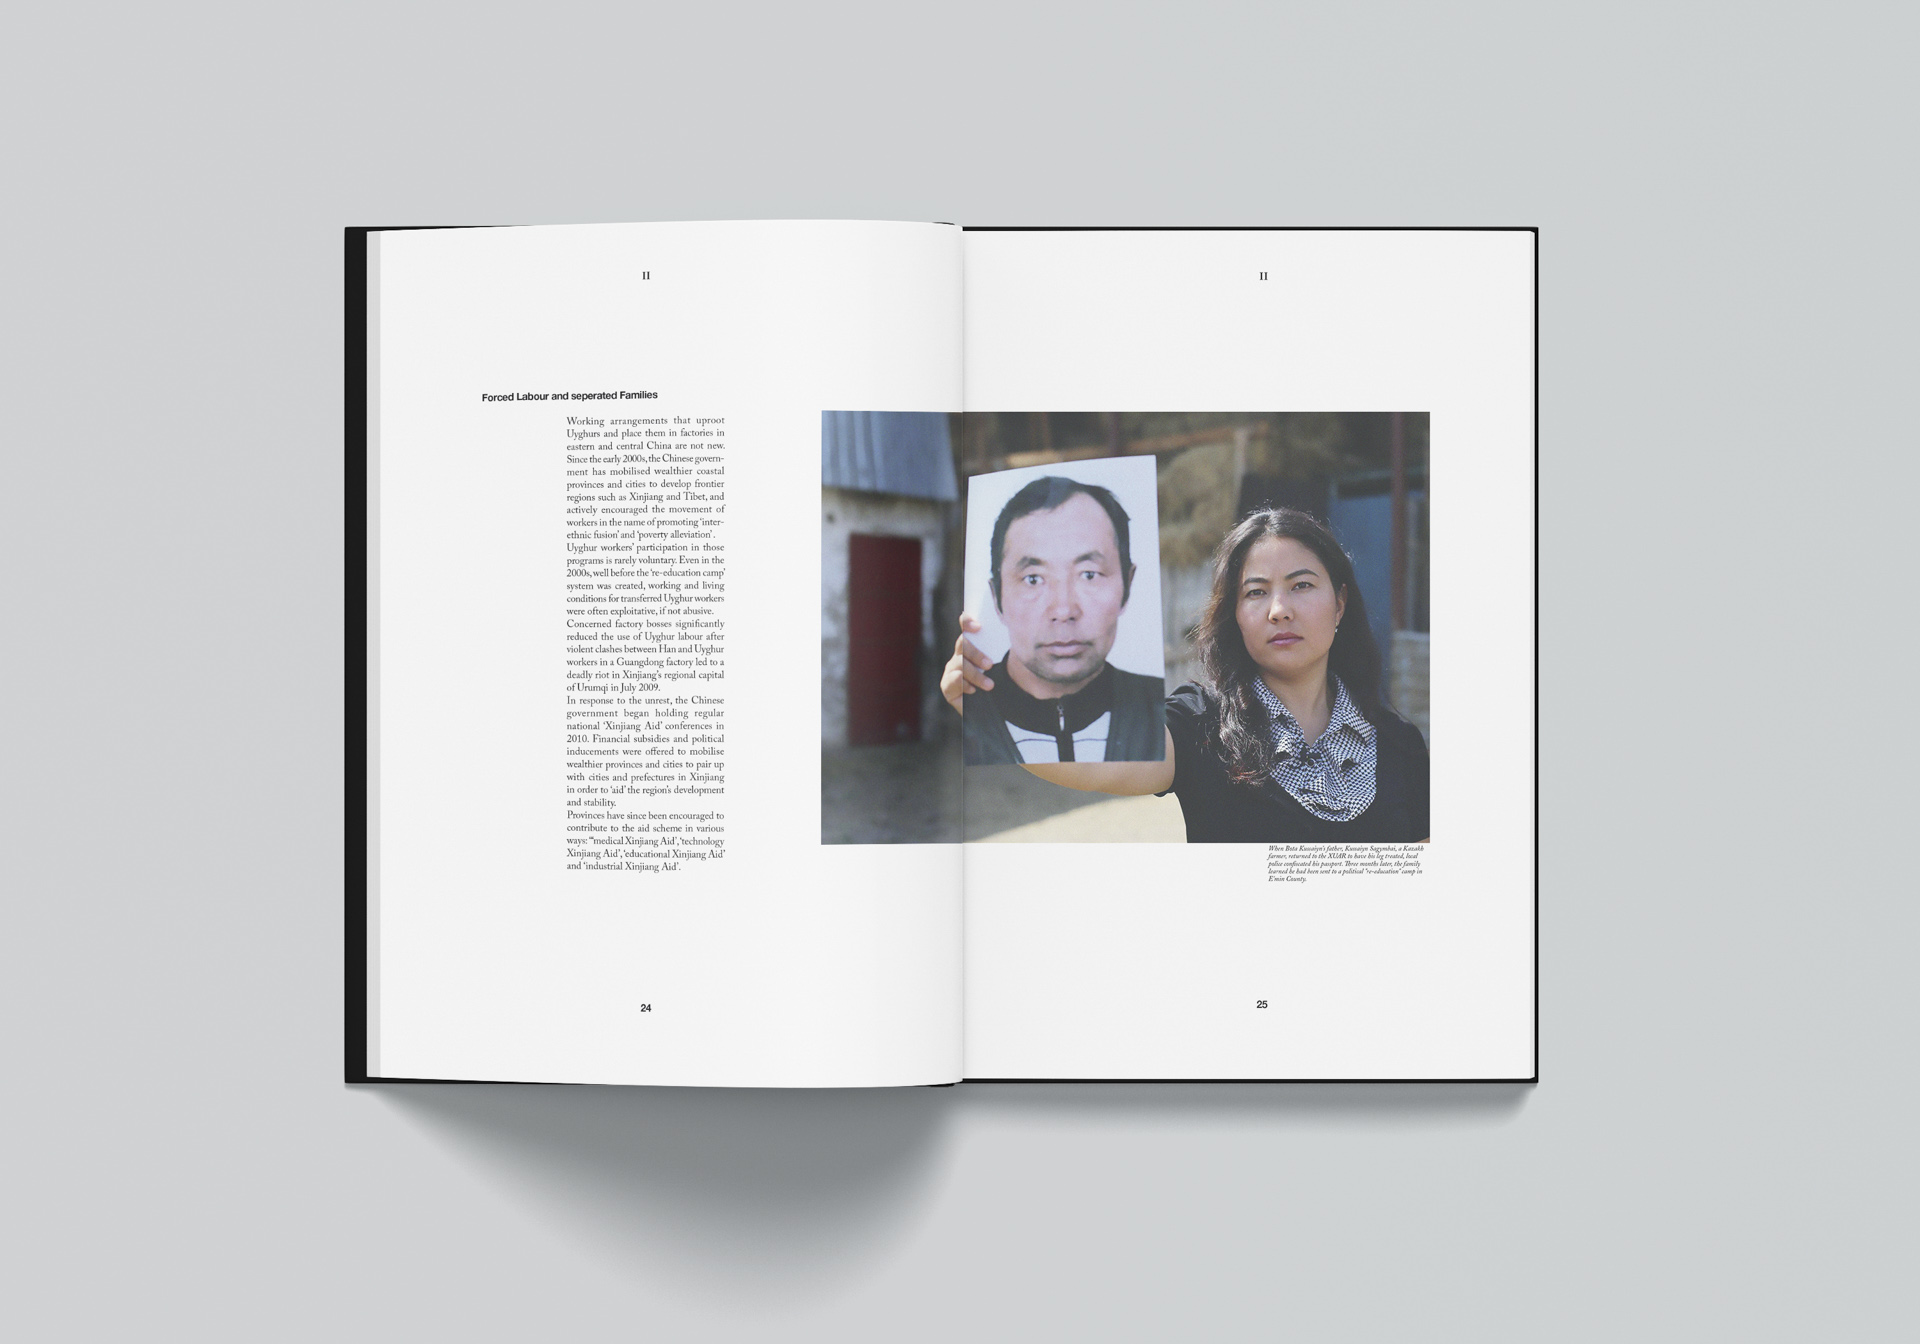 II
Forced Labour and seperated Families
Working arrangements that uproot
Uyghurs and place them in factories in
eastern and central China are not new.
Since the early 2000s, the Chinese govern-
ment has mobilised wealthier coastal
provinces and cities to develop frontier
regions such as Xinjiang and Tibet, and
actively encouraged the movement of
workers in the name of promoting ‘inter-
ethnic fusion’ and ‘poverty alleviation’.
Uyghur workers’ participation in those
programs is rarely voluntary. Even in the
2000s, well before the ‘re-education camp’
system was created, working and living
conditions for transferred Uyghur workers
were often exploitative, if not abusive.
Concerned factory bosses significantly
reduced the use of Uyghur labour after
violent clashes between Han and Uyghur
workers in a Guangdong factory led to a
deadly riot in Xinjiang’s regional capital
of Urumqi in July 2009.
In response to the unrest, the Chinese
government began holding regular
national ‘Xinjiang Aid’ conferences in
2010. Financial subsidies and political
inducements were offered to mobilise
wealthier provinces and cities to pair up
with cities and prefectures in Xinjiang
in order to ‘aid’ the region’s development
and stability.
Provinces have since been encouraged to
contribute to the aid scheme in various
ways: “‘medical Xinjiang Aid’, ‘technology
Xinjiang Aid’, ‘educational Xinjiang Aid’
and ‘industrial Xinjiang Aid’.
24
II
When Bota Kussaiyn’s father, Kussaiyn Sagymbai, a Kazakh
farmer, returned to the XUAR to have his leg treated, local
police confiscated his passport. Three months later, the family
learned he had been sent to a political “re-education” camp in
E’min County.
25